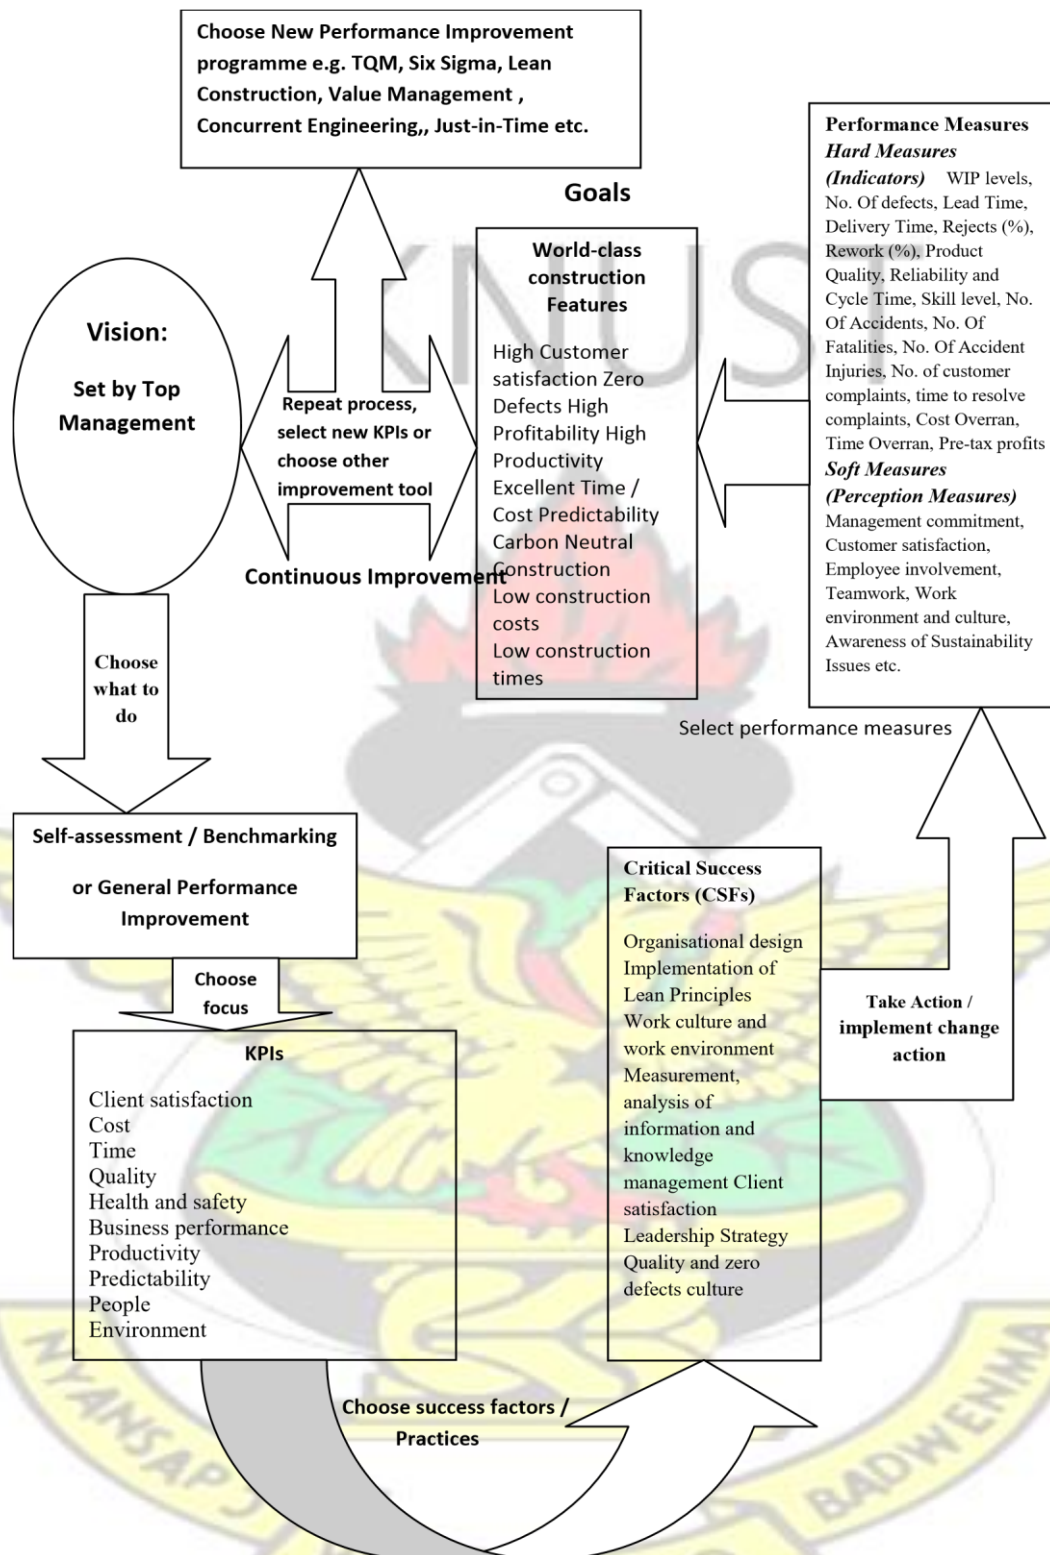 Choose New Performance Improvement
programme e.g. TQM, Six Sigma, Lean
Construction, Value Management ,
Concurrent Engineering,, Just-in-Time etc.
Goals
KNUST
Vision:
Set by Top
Management
Repeat process,
select new KPIs or
choose other
improvement tool
Continuous Improvement
World-class
construction
Features
High Customer
satisfaction Zero
Defects High
Profitability High
Productivity
Excellent Time /
Cost Predictability
Carbon Neutral
Construction
Low construction
costs
Low construction
times
Performance Measures
Hard Measures
(Indicators) WIP levels,
No. Of defects, Lead Time,
Delivery Time, Rejects (%),
Rework (%), Product
Quality, Reliability and
Cycle Time, Skill level, No.
Of Accidents, No. Of
Fatalities, No. Of Accident
Injuries, No. of customer
complaints, time to resolve
complaints, Cost Overran,
Time Overran, Pre-tax profits
Soft Measures
(Perception Measures)
Management commitment,
Customer satisfaction,
Employee involvement,
Teamwork, Work
environment and culture,
Awareness of Sustainability
Issues etc.
Choose
what to
do
Select performance measures
Self-assessment / Benchmarking
or General Performance
Improvement
Choose
focus
KPIs
Client satisfaction
Cost
Time
Quality
Health and safety
Business performance
Productivity
Predictability
People
Environment
Critical Success
Factors (CSFs)
Organisational design
Implementation of
Lean Principles
Work culture and
work environment
Measurement,
analysis of
information and
knowledge
management Client
satisfaction
Leadership Strategy
Quality and zero
defects culture
Take Action /
implement change
action
Choose success factors /
Practices
BADWENMA